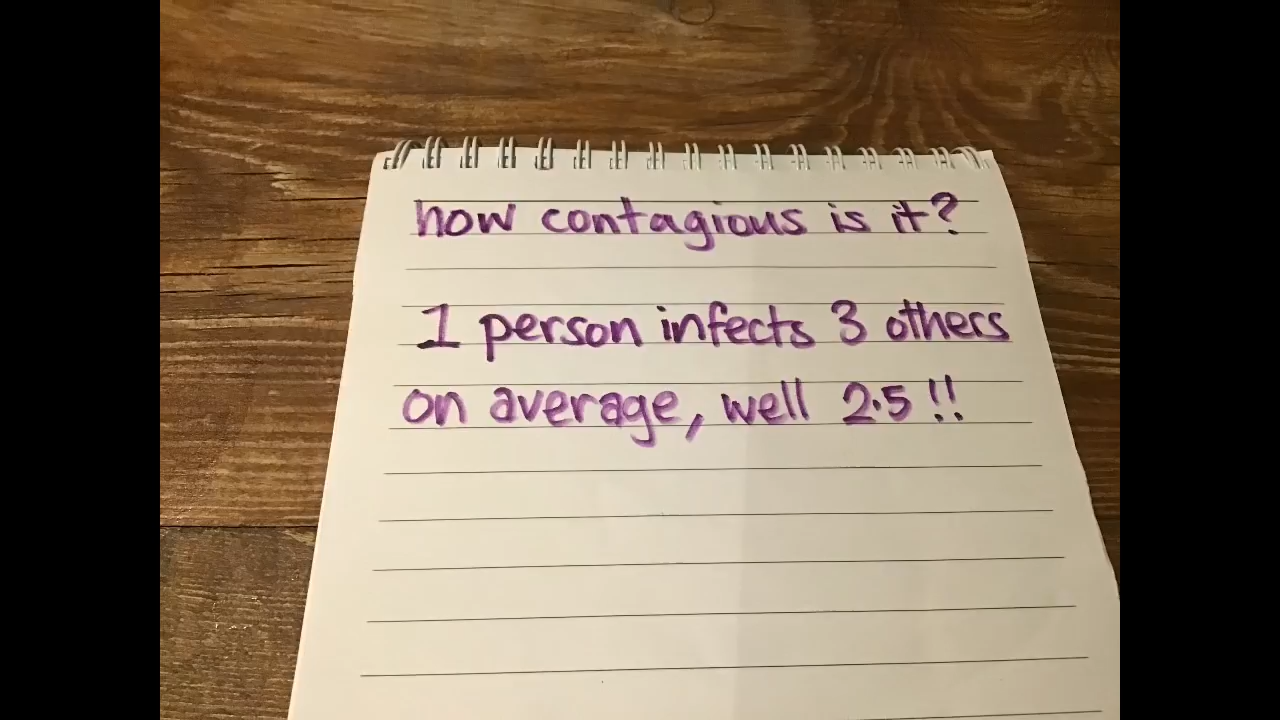 how contagious is it?
1 person infects 3 others
on average, well 2.5!!